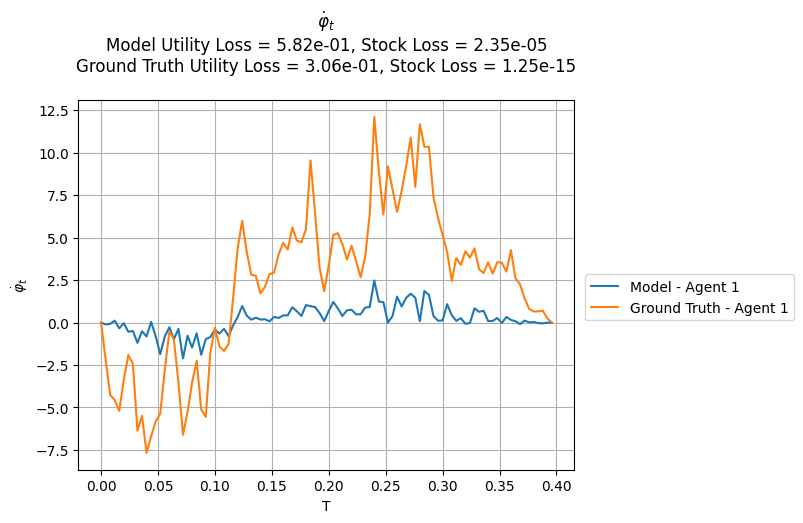 φ̇ₜ
Model Utility Loss = 5.82e-01, Stock Loss = 2.35e-05
Ground Truth Utility Loss = 3.06e-01, Stock Loss = 1.25e-15
12.5
10.0
7.5
5.0
2.5
0.0
−2.5
−5.0
−7.5
φ̇ₜ
0.00 0.05 0.10 0.15 0.20 0.25 0.30 0.35 0.40
T
Model - Agent 1
Ground Truth - Agent 1